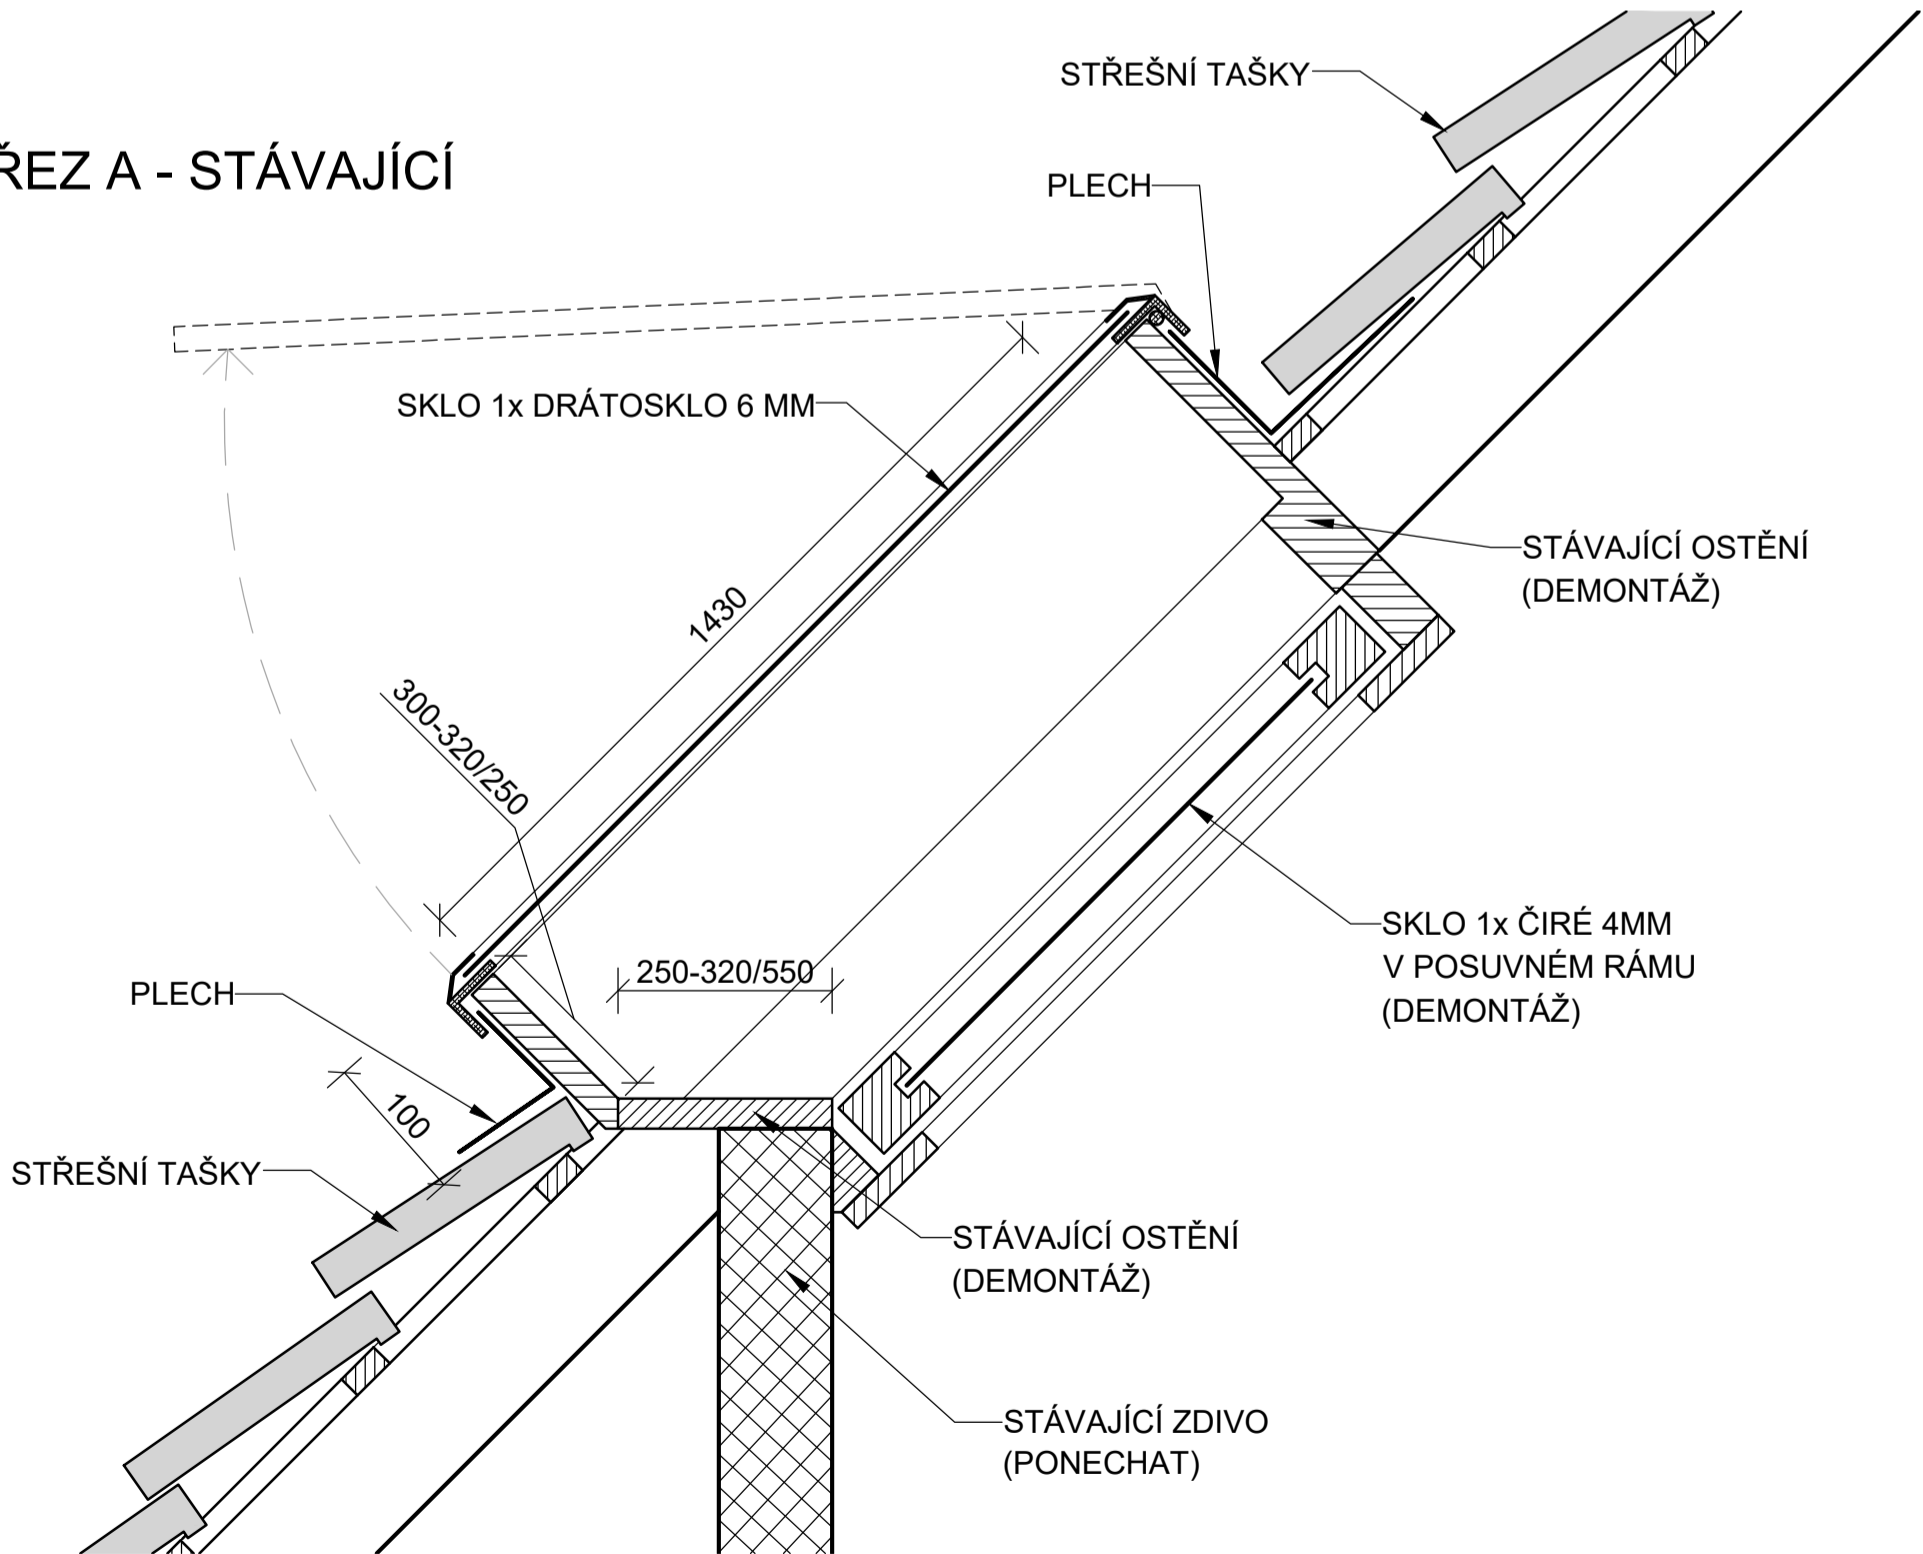 STŘEŠNÍ TAŠKY
ŘEZ A - STÁVAJÍCÍ
PLECH
SKLO 1x DRÁTOSKLO 6 MM
STÁVAJÍCÍ OSTĚNÍ
(DEMONTÁŽ)
1430
300-320/250
SKLO 1x ČIRÉ 4MM
V POSUVNÉM RÁMU
(DEMONTÁŽ)
250-320/550
PLECH
100
STŘEŠNÍ TAŠKY
STÁVAJÍCÍ OSTĚNÍ
(DEMONTÁŽ)
STÁVAJÍCÍ ZDIVO
(PONECHAT)